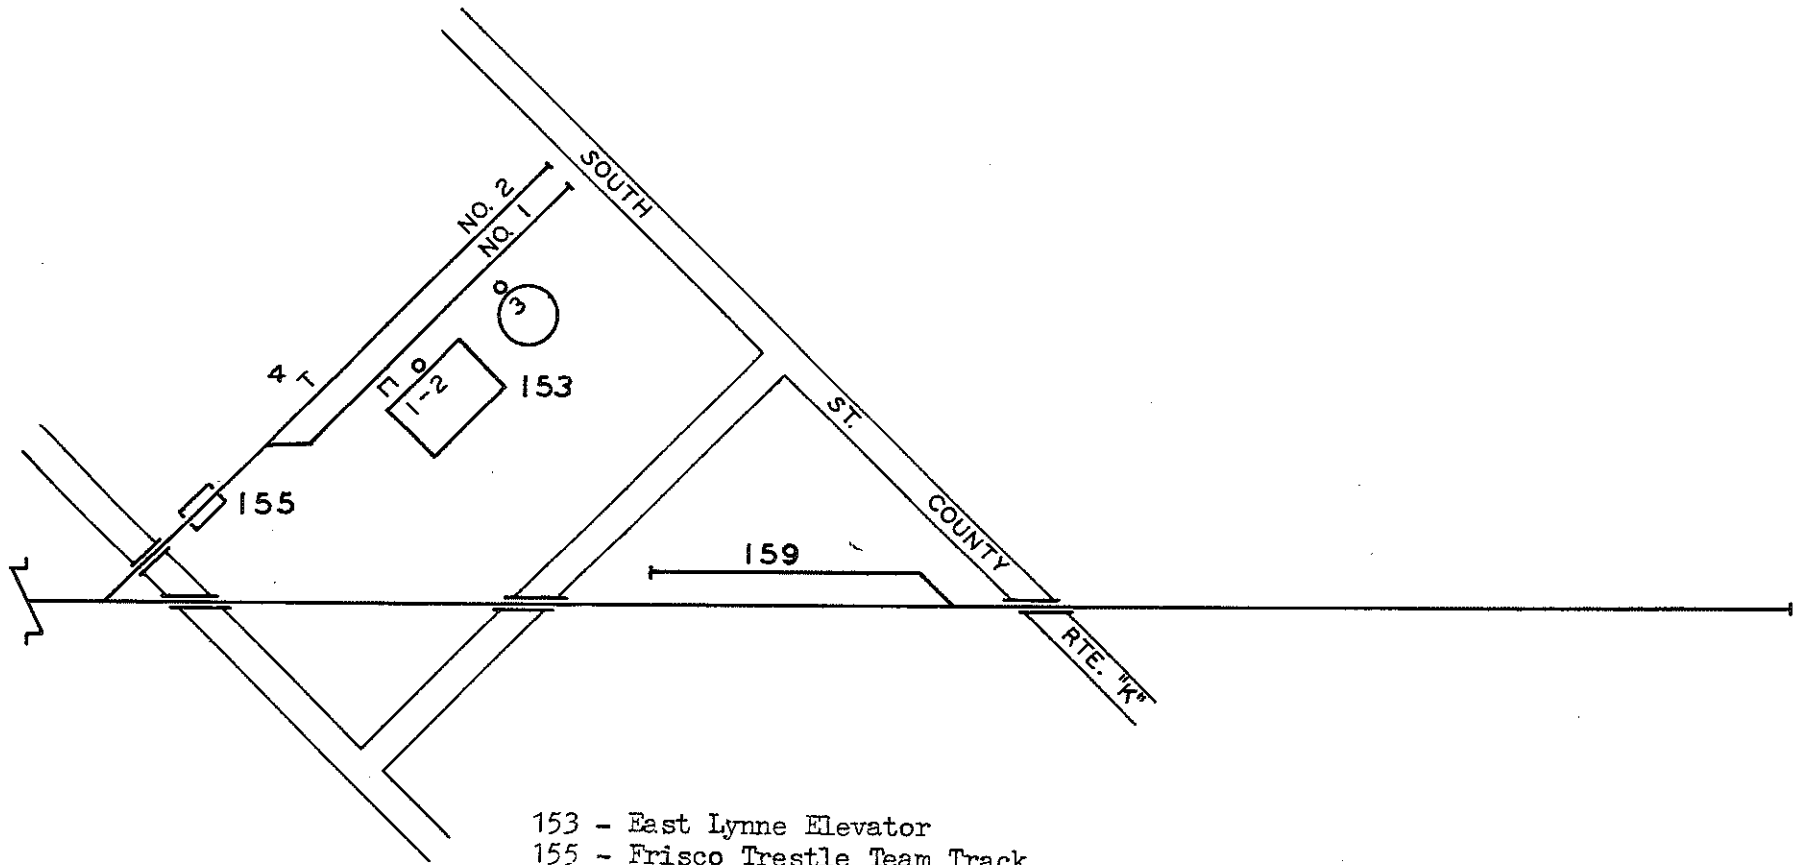 SOUTH
NO. 2
NO. 1
3
4
1-2
153
ST.
155
COUNTY
159
RTE. "K"
153 - East Lynne Elevator
155 - Frisco Trestle Team Track